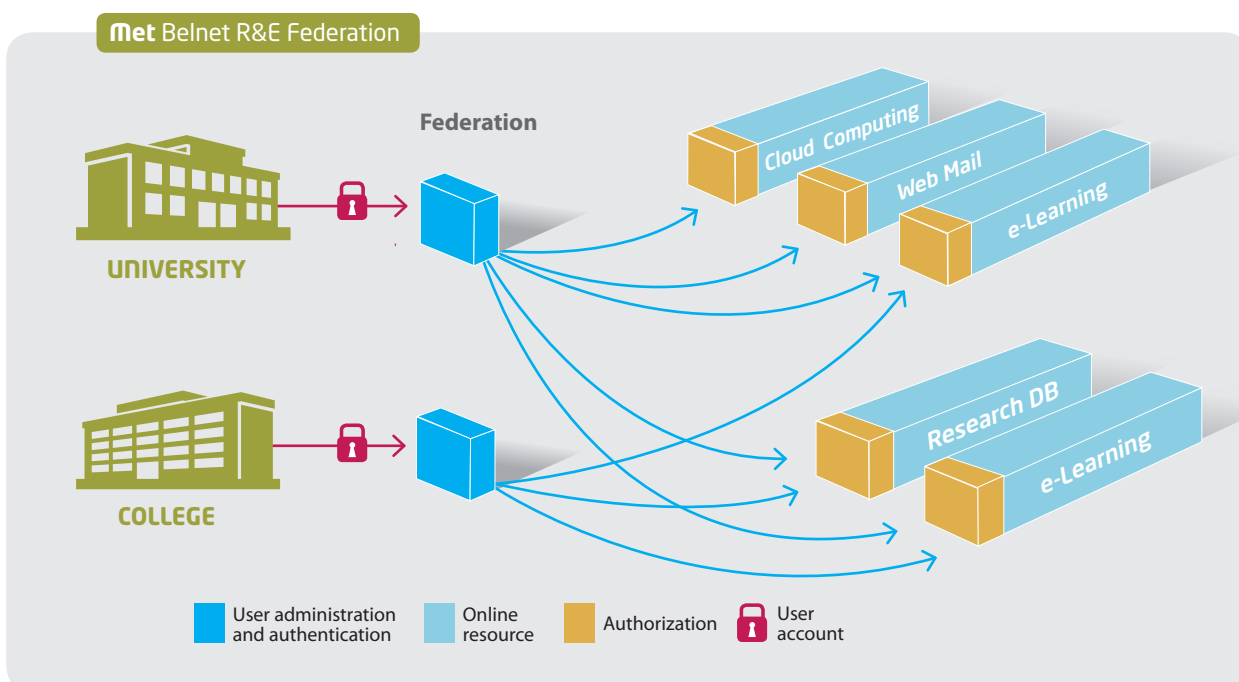 Met Belnet R&E Federation
Federation
Cloud Computing
Web Mail
e-Learning
UNIVERSITY
Research DB
e-Learning
COLLEGE
User administration
and authentication
Online
resource
Authorization
User
account